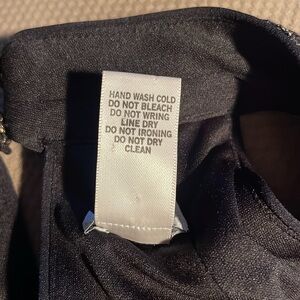 HAND WASH COLD
DO NOT BLEACH
DO NOT WRING
LINE DRY
DO NOT IRONING
DO NOT DRY
CLEAN